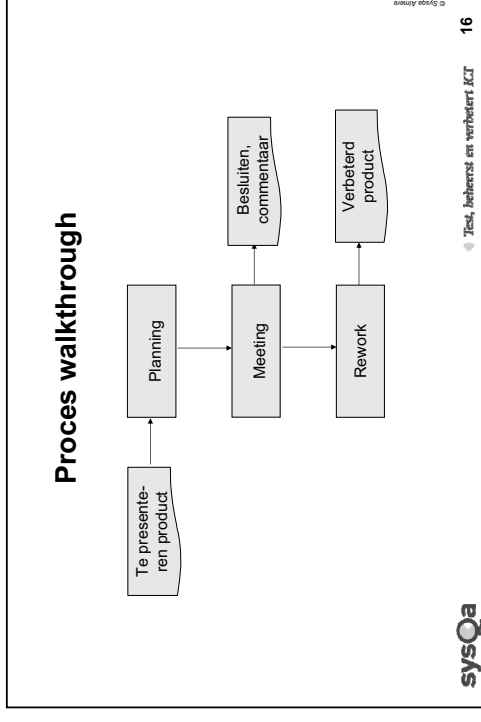 Proces walkthrough
Te presente-
ren product
Planning
Meeting
Besluiten,
commentaar
Rework
Verbeterd
product
sysqa
Test, beheerst en verbetert ICT
16
© Sysqa Almere